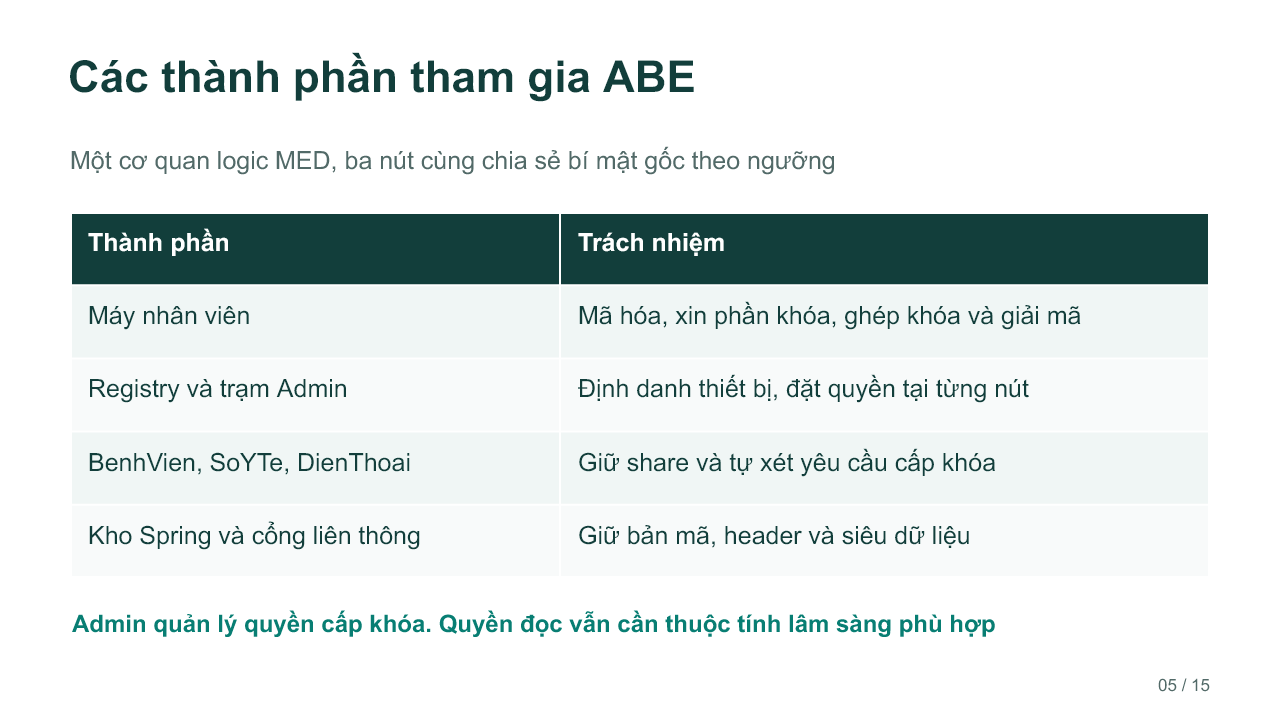 Các thành phần tham gia ABE
Một cơ quan logic MED, ba nút cùng chia sẻ bí mật gốc theo ngưỡng
Thành phần
Trách nhiệm
Máy nhân viên
Mã hóa, xin phần khóa, ghép khóa và giải mã
Registry và trạm Admin
Định danh thiết bị, đặt quyền tại từng nút
BenhVien, SoYTe, DienThoai
Giữ share và tự xét yêu cầu cấp khóa
Kho Spring và cổng liên thông
Giữ bản mã, header và siêu dữ liệu
Admin quản lý quyền cấp khóa. Quyền đọc vẫn cần thuộc tính lâm sàng phù hợp
05 / 15